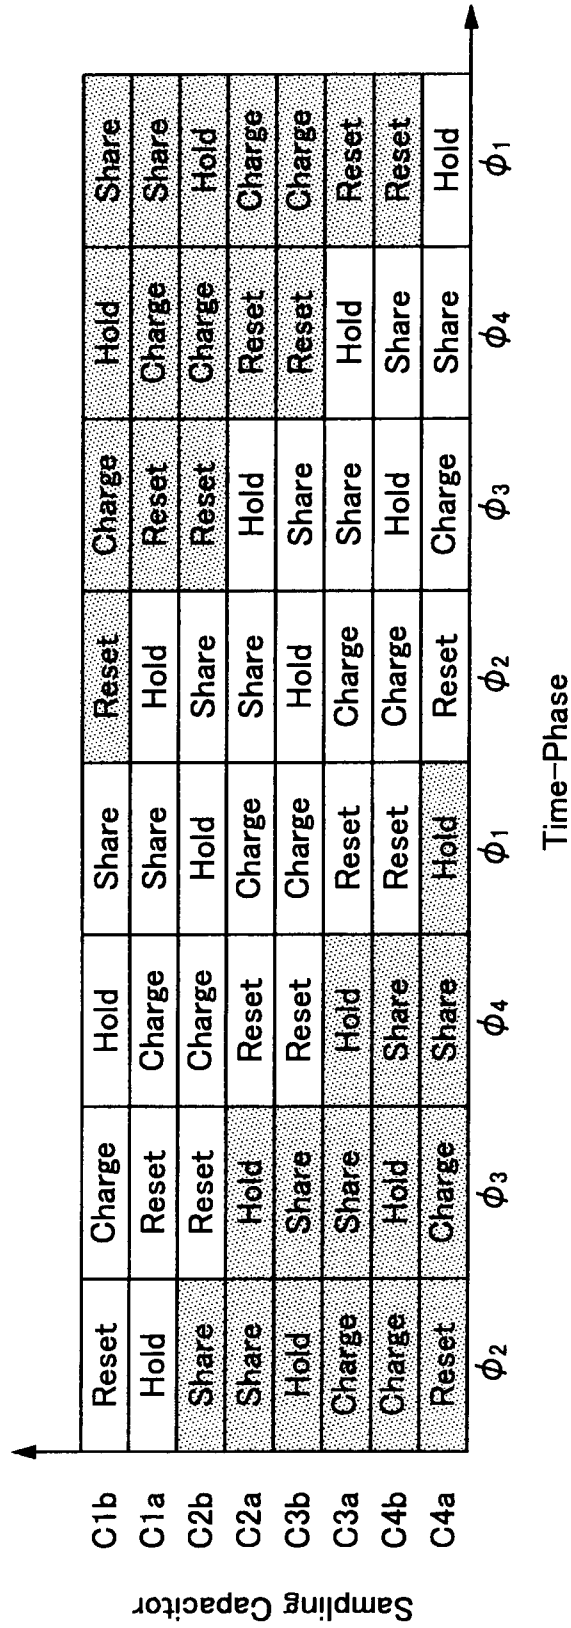 C1b Reset Charge Hold Share Reset Charge Hold Share
C1a Hold Reset Charge Share Hold Reset Charge Share
C2b Share Reset Charge Hold Share Reset Charge Hold
C2a Share Hold Reset Charge Share Hold Reset Charge
C3b Hold Share Reset Charge Hold Share Reset Charge
C3a Charge Share Hold Reset Charge Share Hold Reset
C4b Charge Hold Share Reset Charge Hold Share Reset
C4a Reset Charge Share Hold Reset Charge Share Hold
ϕ2 ϕ3 ϕ4 ϕ1 ϕ2 ϕ3 ϕ4 ϕ1
Time-Phase
Sampling Capacitor